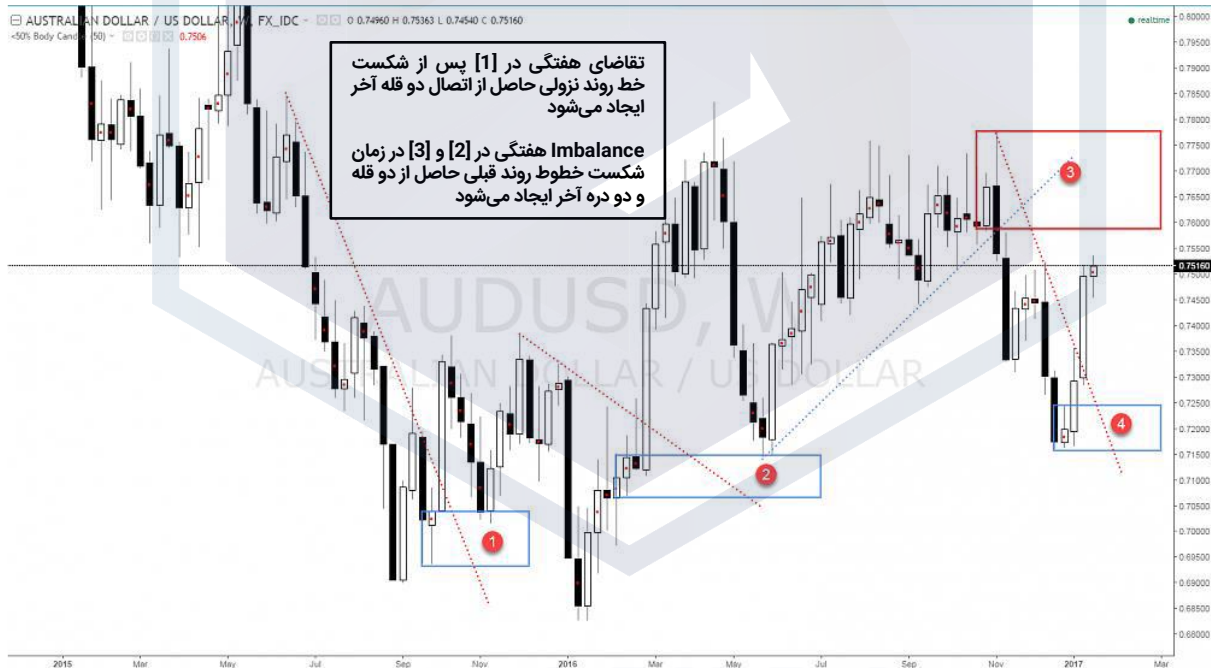 AUSTRALIAN DOLLAR / US DOLLAR, W, FX_IDC O 0.74960 H 0.75363 L 0.74540 C 0.75160
<50% Body Candle (50) 0.7506
realtime
تقاضای هفتگی در [1] پس از شکست
خط روند نزولی حاصل از اتصال دو قله آخر
ایجاد می‌شود
Imbalance هفتگی در [2] و [3] در زمان
شکست خطوط روند قبلی حاصل از دو قله
و دو دره آخر ایجاد می‌شود
AUDUSD, W
AUSTRALIAN DOLLAR / US DOLLAR
3
4
2
1
0.80000
0.79500
0.79000
0.78500
0.78000
0.77500
0.77000
0.76500
0.76000
0.75500
0.75160
0.75000
0.74500
0.74000
0.73500
0.73000
0.72500
0.72000
0.71500
0.71000
0.70500
0.70000
0.69500
0.69000
0.68500
0.68000
2015 Mar May Jul Sep Nov 2016 Mar May Jul Sep Nov 2017 Mar